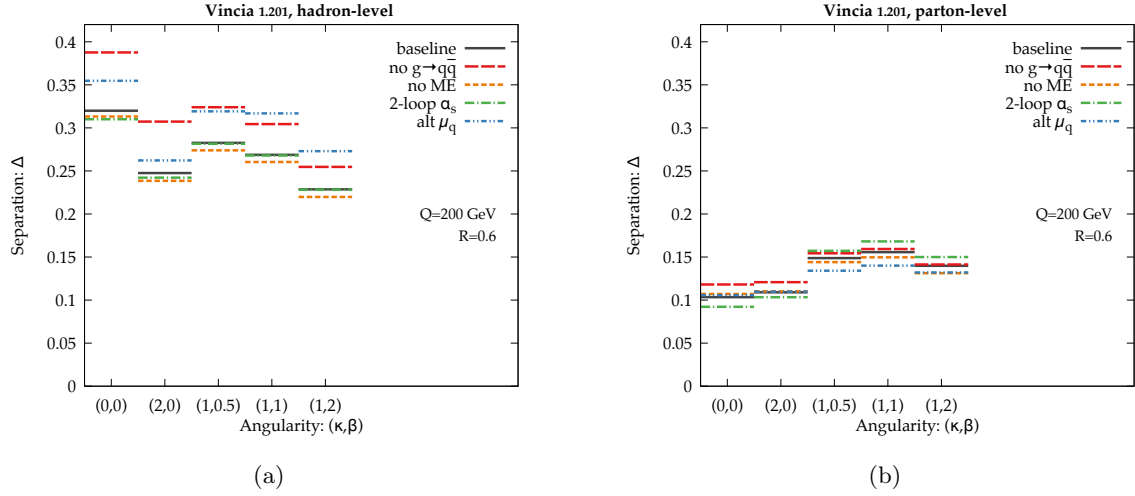 Vincia 1.201, hadron-level
Separation: Δ
0.4
0.35
0.3
0.25
0.2
0.15
0.1
0.05
0
baseline
no g→qq̅
no ME
2-loop αs
alt μq
Q=200 GeV
R=0.6
(0,0) (2,0) (1,0.5) (1,1) (1,2)
Angularity: (κ,β)
(a)
Vincia 1.201, parton-level
Separation: Δ
0.4
0.35
0.3
0.25
0.2
0.15
0.1
0.05
0
baseline
no g→qq̅
no ME
2-loop αs
alt μq
Q=200 GeV
R=0.6
(0,0) (2,0) (1,0.5) (1,1) (1,2)
Angularity: (κ,β)
(b)